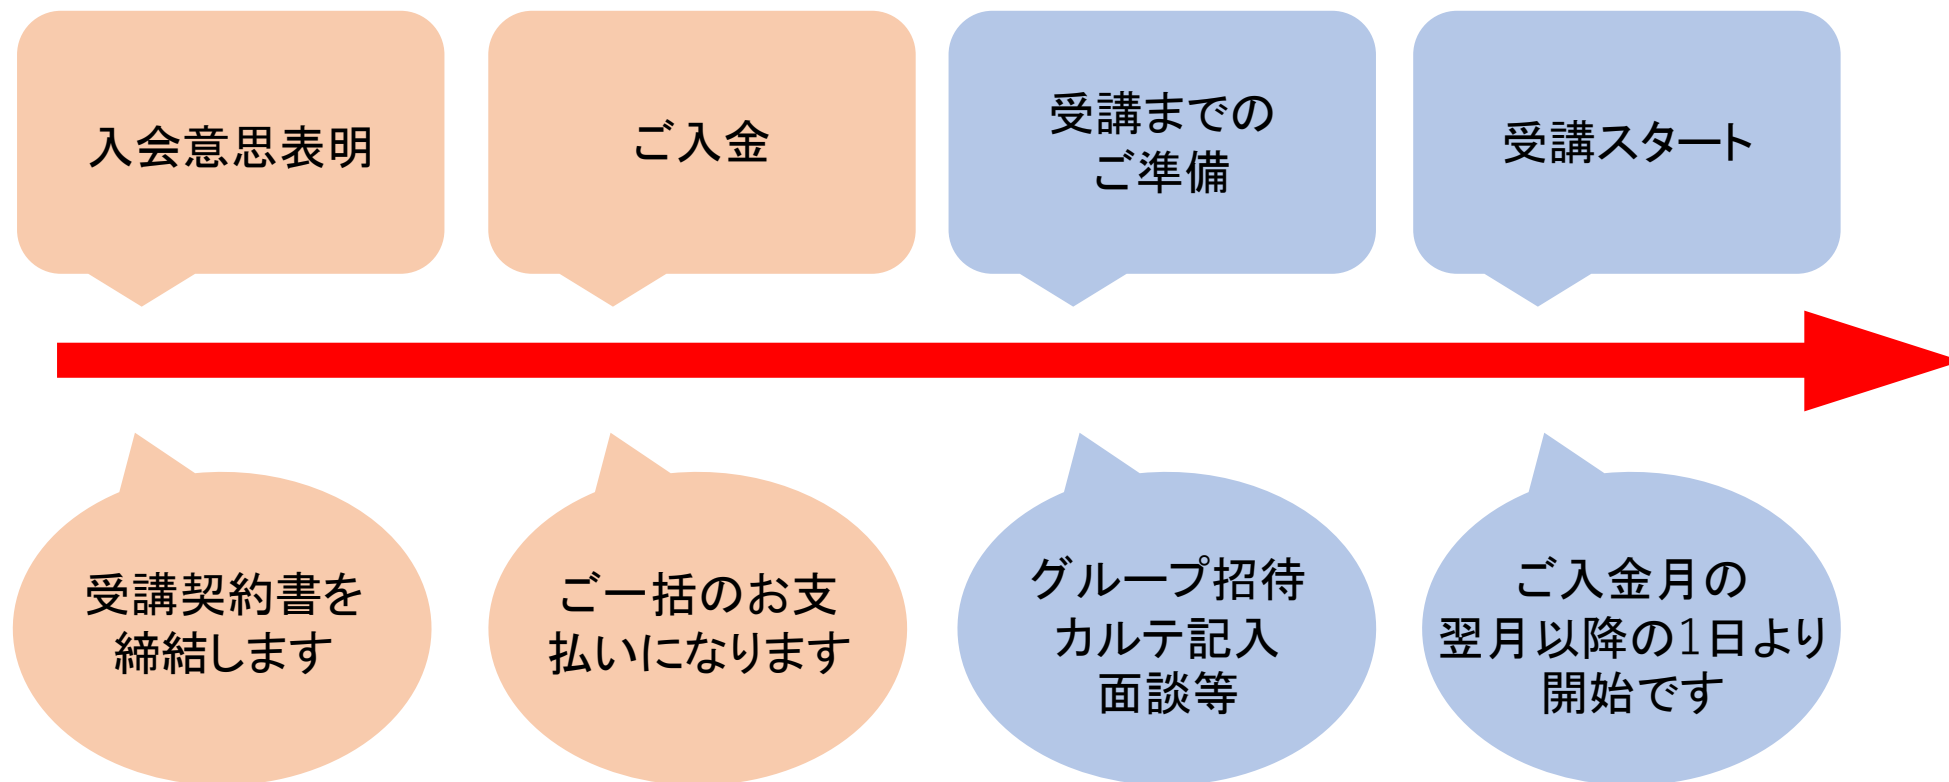 入会意思表明
ご入金
受講までの
ご準備
受講スタート
受講契約書を
締結します
ご一括のお支
払いになります
グループ招待
カルテ記入
面談等
ご入金月の
翌月以降の1日より
開始です